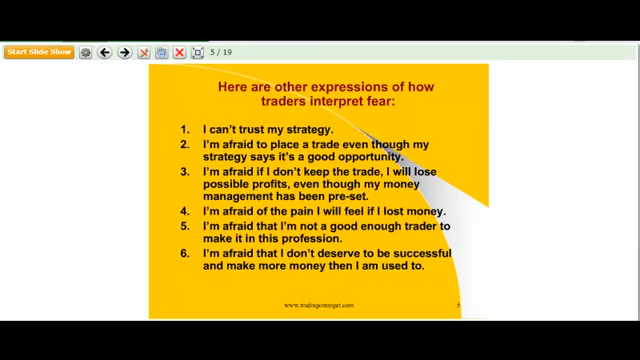 Start Slide Show
5 / 19
Here are other expressions of how
traders interpret fear:
1. I can't trust my strategy.
2. I'm afraid to place a trade even though my
strategy says it's a good opportunity.
3. I'm afraid if I don't keep the trade, I will lose
possible profits, even though my money
management has been pre-set.
4. I'm afraid of the pain I will feel if I lost money.
5. I'm afraid that I'm not a good enough trader to
make it in this profession.
6. I'm afraid that I don't deserve to be successful
and make more money then I am used to.
www.tradingontarget.com
5